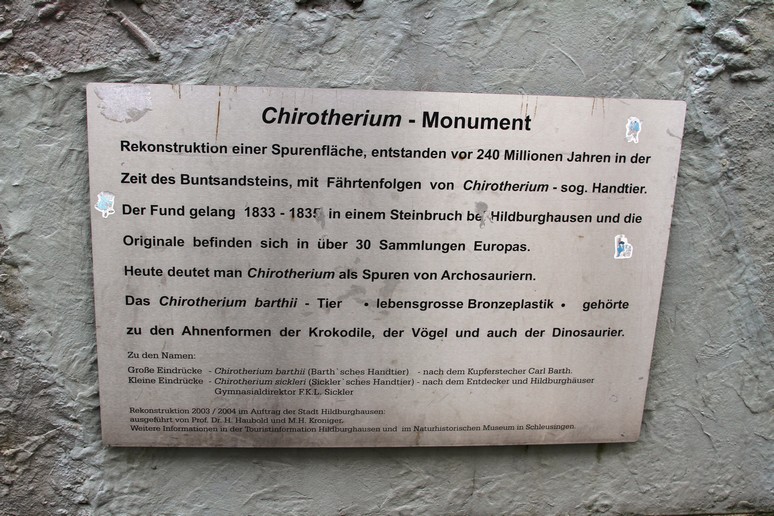 Chirotherium - Monument
Rekonstruktion einer Spurenfläche, entstanden vor 240 Millionen Jahren in der
Zeit des Buntsandsteins, mit Fährtenfolgen von Chirotherium - sog. Handtier.
Der Fund gelang 1833 - 1835 in einem Steinbruch bei Hildburghausen und die
Originale befinden sich in über 30 Sammlungen Europas.
Heute deutet man Chirotherium als Spuren von Archosauriern.
Das Chirotherium barthii - Tier • lebensgrosse Bronzeplastik • gehörte
zu den Ahnenformen der Krokodile, der Vögel und auch der Dinosaurier.
Zu den Namen:
Große Eindrücke - Chirotherium barthii (Barth`sches Handtier) - nach dem Kupferstecher Carl Barth.
Kleine Eindrücke - Chirotherium sickleri (Sickler`sches Handtier) - nach dem Entdecker und Hildburghäuser
Gymnasialdirektor F.K.L. Sickler
Rekonstruktion 2003 / 2004 im Auftrag der Stadt Hildburghausen:
ausgeführt von Prof. Dr. H. Haubold und M.H. Kroniger.
Weitere Informationen in der Touristinformation Hildburghausen und im Naturhistorischen Museum in Schleusingen.